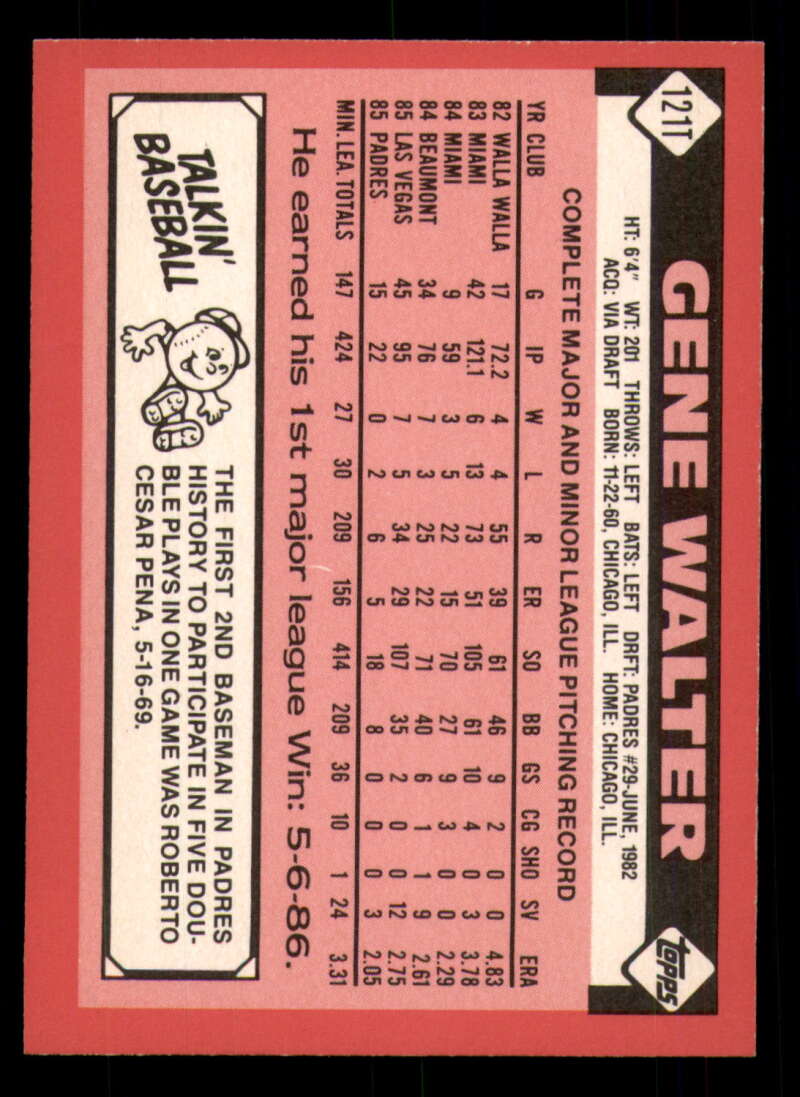 121T
GENE WALTER
topps
HT: 6'4" WT: 201 THROWS: LEFT BATS: LEFT DRFT: PADRES #29-JUNE, 1982
ACQ: VIA DRAFT BORN: 11-22-60, CHICAGO, ILL. HOME: CHICAGO, ILL.
COMPLETE MAJOR AND MINOR LEAGUE PITCHING RECORD
YR CLUB G IP W L R ER SO BB GS CG SHO SV ERA
82 WALLA WALLA 17 72.2 4 4 55 39 61 46 9 2 0 0 4.83
83 MIAMI 42 121.1 6 13 73 51 105 61 10 4 0 3 3.78
84 MIAMI 9 59 3 5 22 15 70 27 9 3 0 0 2.29
84 BEAUMONT 34 76 7 3 25 22 71 40 6 1 1 9 2.61
85 LAS VEGAS 45 95 7 5 34 29 107 35 2 0 0 12 2.75
85 PADRES 15 22 0 2 6 5 18 8 0 0 0 3 2.05
MIN. LEA. TOTALS 147 424 27 30 209 156 414 209 36 10 1 24 3.31
He earned his 1st major league Win: 5-6-86.
TALKIN'
BASEBALL
THE FIRST 2ND BASEMAN IN PADRES
HISTORY TO PARTICIPATE IN FIVE DOU-
BLE PLAYS IN ONE GAME WAS ROBERTO
CESAR PENA, 5-16-69.